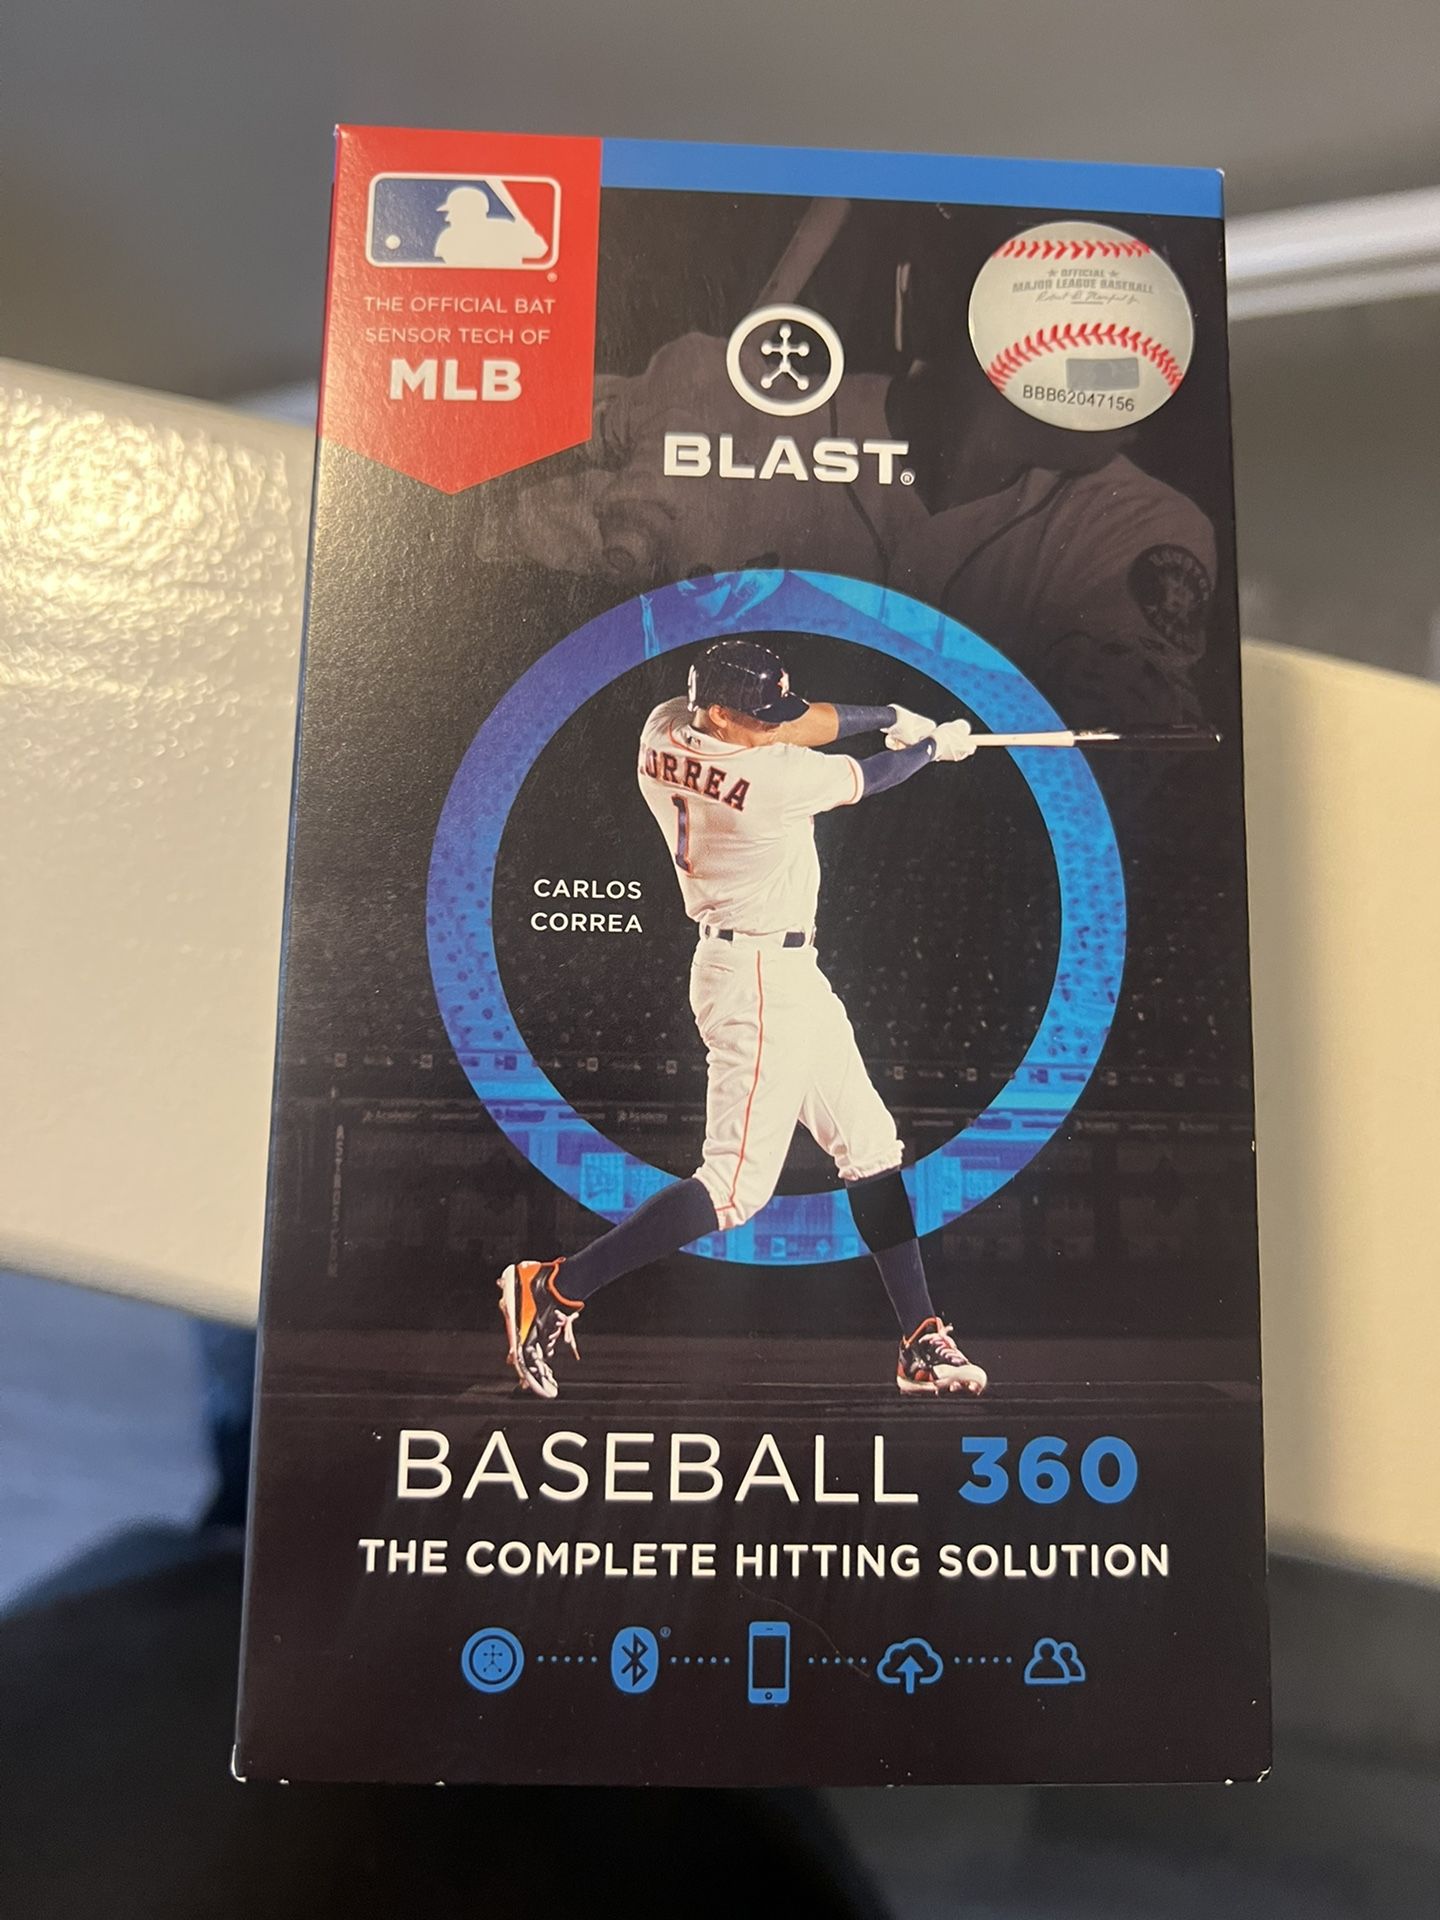 THE OFFICIAL BAT
SENSOR TECH OF
MLB
BLAST®
★ OFFICIAL ★
MAJOR LEAGUE BASEBALL
BBB62047156
ORREA
1
CARLOS
CORREA
BASEBALL 360
THE COMPLETE HITTING SOLUTION